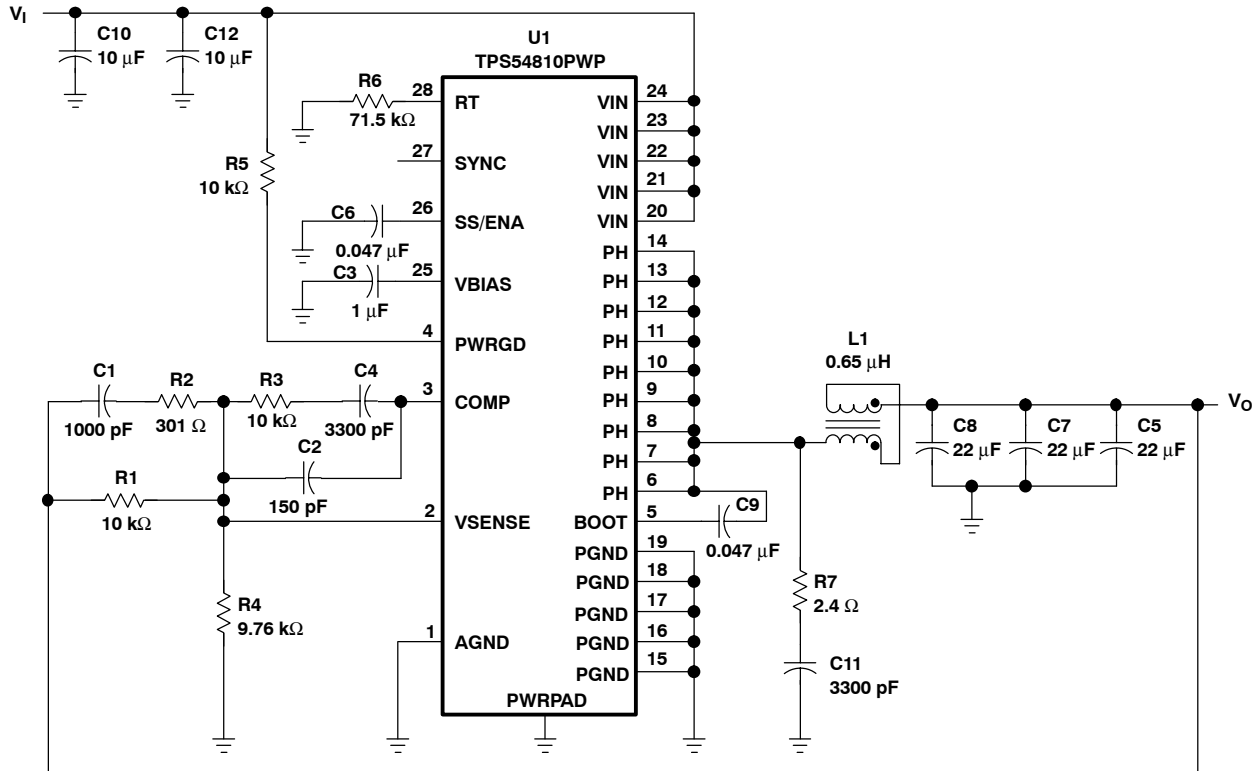 V_I
C10
10 µF
C12
10 µF
U1
TPS54810PWP
R6
71.5 kΩ
28
RT
27
SYNC
R5
10 kΩ
C6
0.047 µF
26
SS/ENA
C3
1 µF
25
VBIAS
4
PWRGD
C1
1000 pF
R2
301 Ω
R3
10 kΩ
C4
3300 pF
3
COMP
C2
150 pF
R1
10 kΩ
2
VSENSE
R4
9.76 kΩ
1
AGND
PWRPAD
VIN
24
VIN
23
VIN
22
VIN
21
VIN
20
PH
14
PH
13
PH
12
PH
11
PH
10
PH
9
PH
8
PH
7
PH
6
BOOT
5
PGND
19
PGND
18
PGND
17
PGND
16
PGND
15
C9
0.047 µF
L1
0.65 µH
C8
22 µF
C7
22 µF
C5
22 µF
V_O
R7
2.4 Ω
C11
3300 pF